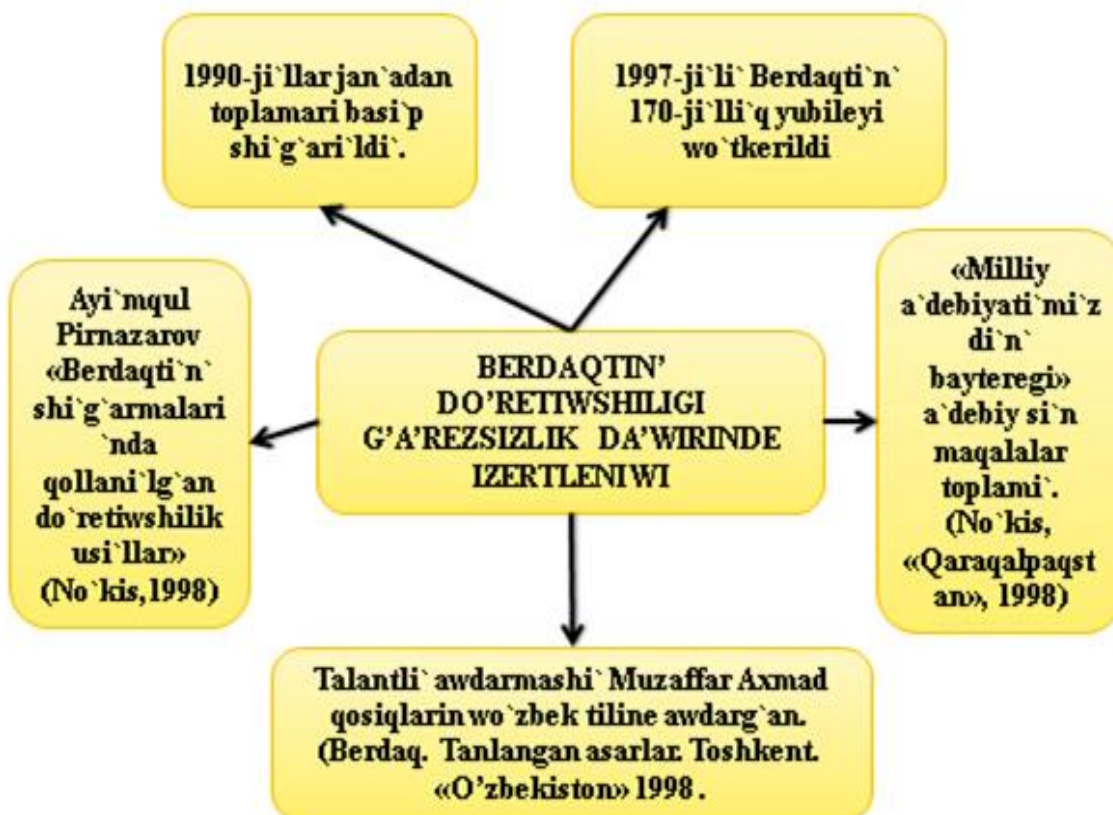 1990-ji`llar jan`adan
toplamari basi`p
shi`g`ari`ldi`.
1997-ji`li` Berdaqti`n`
170-ji`lli`q yubileyi
wo`tkerildi
Ayi`mqul
Pirnazarov
«Berdaqti`n`
shi`g`armalari
`nda
qollani`lg`an
do`retiwshilik
usi`llar»
(No`kis,1998)
BERDAQTIN’
DO’RETIWSHILIGI
G’A’REZSIZLIK DA’WIRINDE
IZERTLENIWI
«Milliy
a`debiyati`mi`z
di`n`
bayteregi»
a`debiy si`n
maqalalar
toplami`.
(No`kis,
«Qaraqalpaqst
an», 1998)
Talantli` awdarmashi` Muzaffar Axmad
qosiqlarin wo`zbek tiline awdarg`an.
(Berdaq. Tanlangan asarlar. Toshkent.
«O’zbekiston» 1998 .